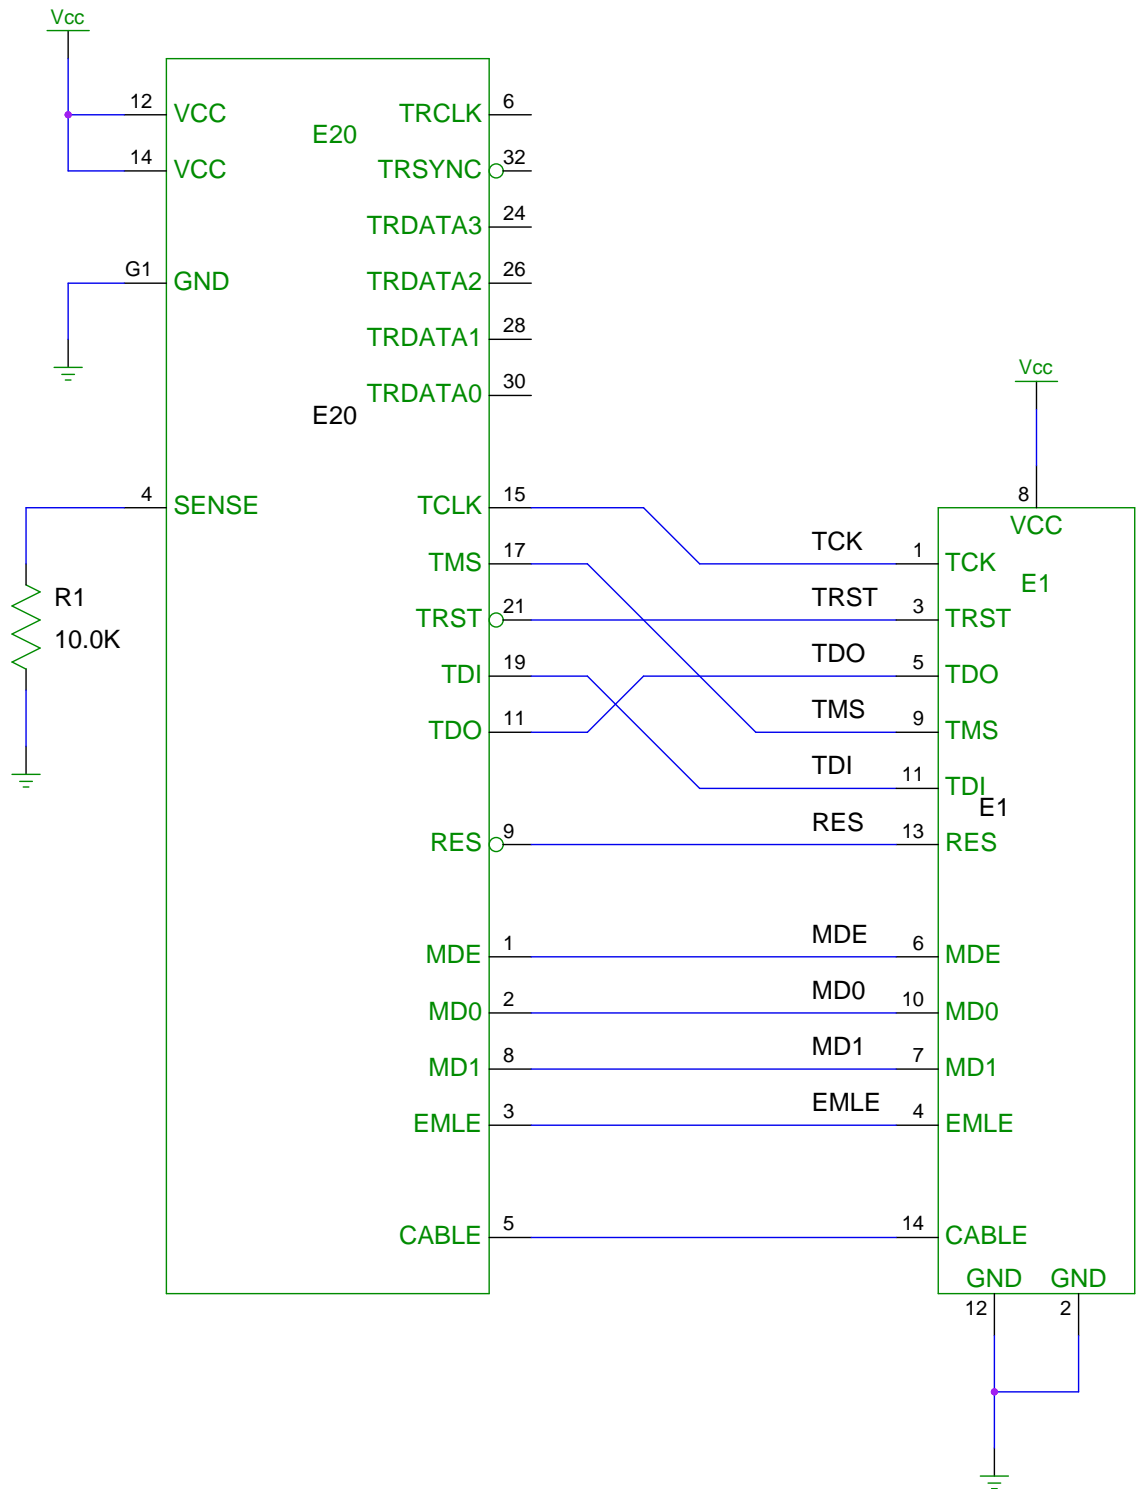 Vcc
12 VCC
E20
TRCLK 6
14 VCC
TRSYNC 32
TRDATA3 24
G1 GND
TRDATA2 26
TRDATA1 28
TRDATA0 30
E20
Vcc
4 SENSE
TCLK 15
8
VCC
TMS 17
TCK
1 TCK
E1
R1
10.0K
TRST 21
TRST
3 TRST
TDI 19
TDO
5 TDO
TDO 11
TMS
9 TMS
TDI
11 TDI
E1
RES 9
RES
13 RES
MDE 1
MDE
6 MDE
MD0 2
MD0
10 MD0
MD1 8
MD1
7 MD1
EMLE 3
EMLE
4 EMLE
CABLE 5
14 CABLE
GND GND
12 2